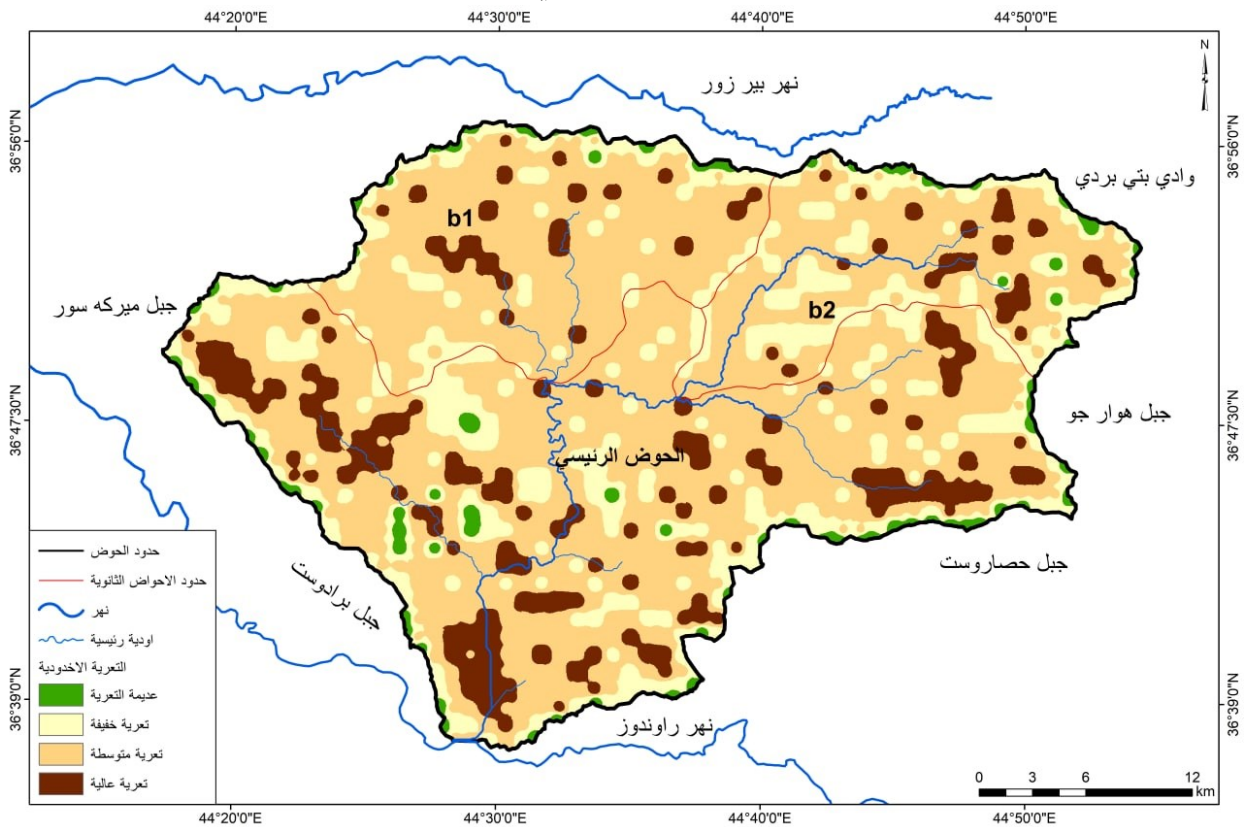 44°20'0"E
44°30'0"E
44°40'0"E
44°50'0"E
N
نهر بير زور
36°56'0"N
36°56'0"N
وادي بتي بردي
b1
جبل ميركه سور
b2
جبل هوار جو
36°47'30"N
36°47'30"N
الحوض الرئيسي
جبل حصاروست
جبل برادوست
نهر راوندوز
36°39'0"N
36°39'0"N
حدود الحوض
حدود الاحواض الثانوية
نهر
اودية رئيسية
التعرية الاخدودية
عديمة التعرية
تعرية خفيفة
تعرية متوسطة
تعرية عالية
0 3 6 12
km
44°20'0"E
44°30'0"E
44°40'0"E
44°50'0"E